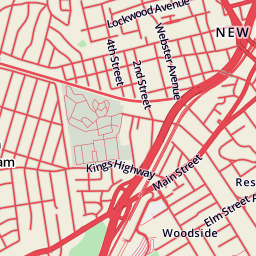 Lockwood Avenue
NEW
4th Street
2nd Street
Webster Avenue
am
Kings Highway
Main Street
Res
Elm Street A
Woodside